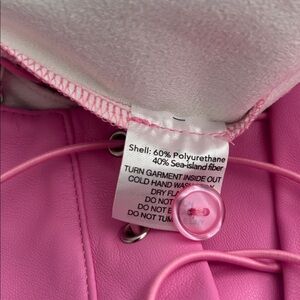 Shell: 60% Polyurethane
40% Sea-island fiber
TURN GARMENT INSIDE OUT
COLD HAND WASH
DRY FLA
DO NOT
DO NOT
DO NOT TUM